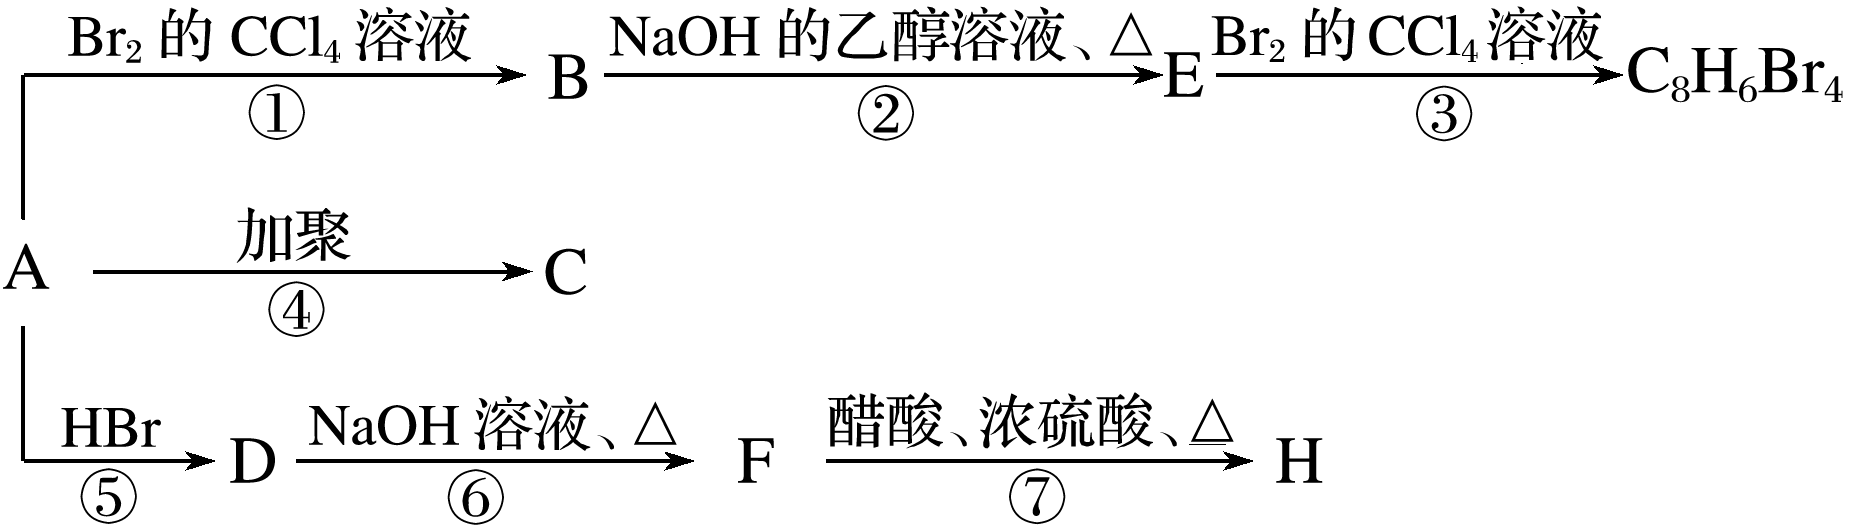 Br₂ 的 CCl₄ 溶液 NaOH 的乙醇溶液、△ Br₂ 的 CCl₄ 溶液
B E C₈H₆Br₄
① ② ③
加聚
A C
④
HBr NaOH 溶液、△ 醋酸、浓硫酸、△
D F H
⑤ ⑥ ⑦